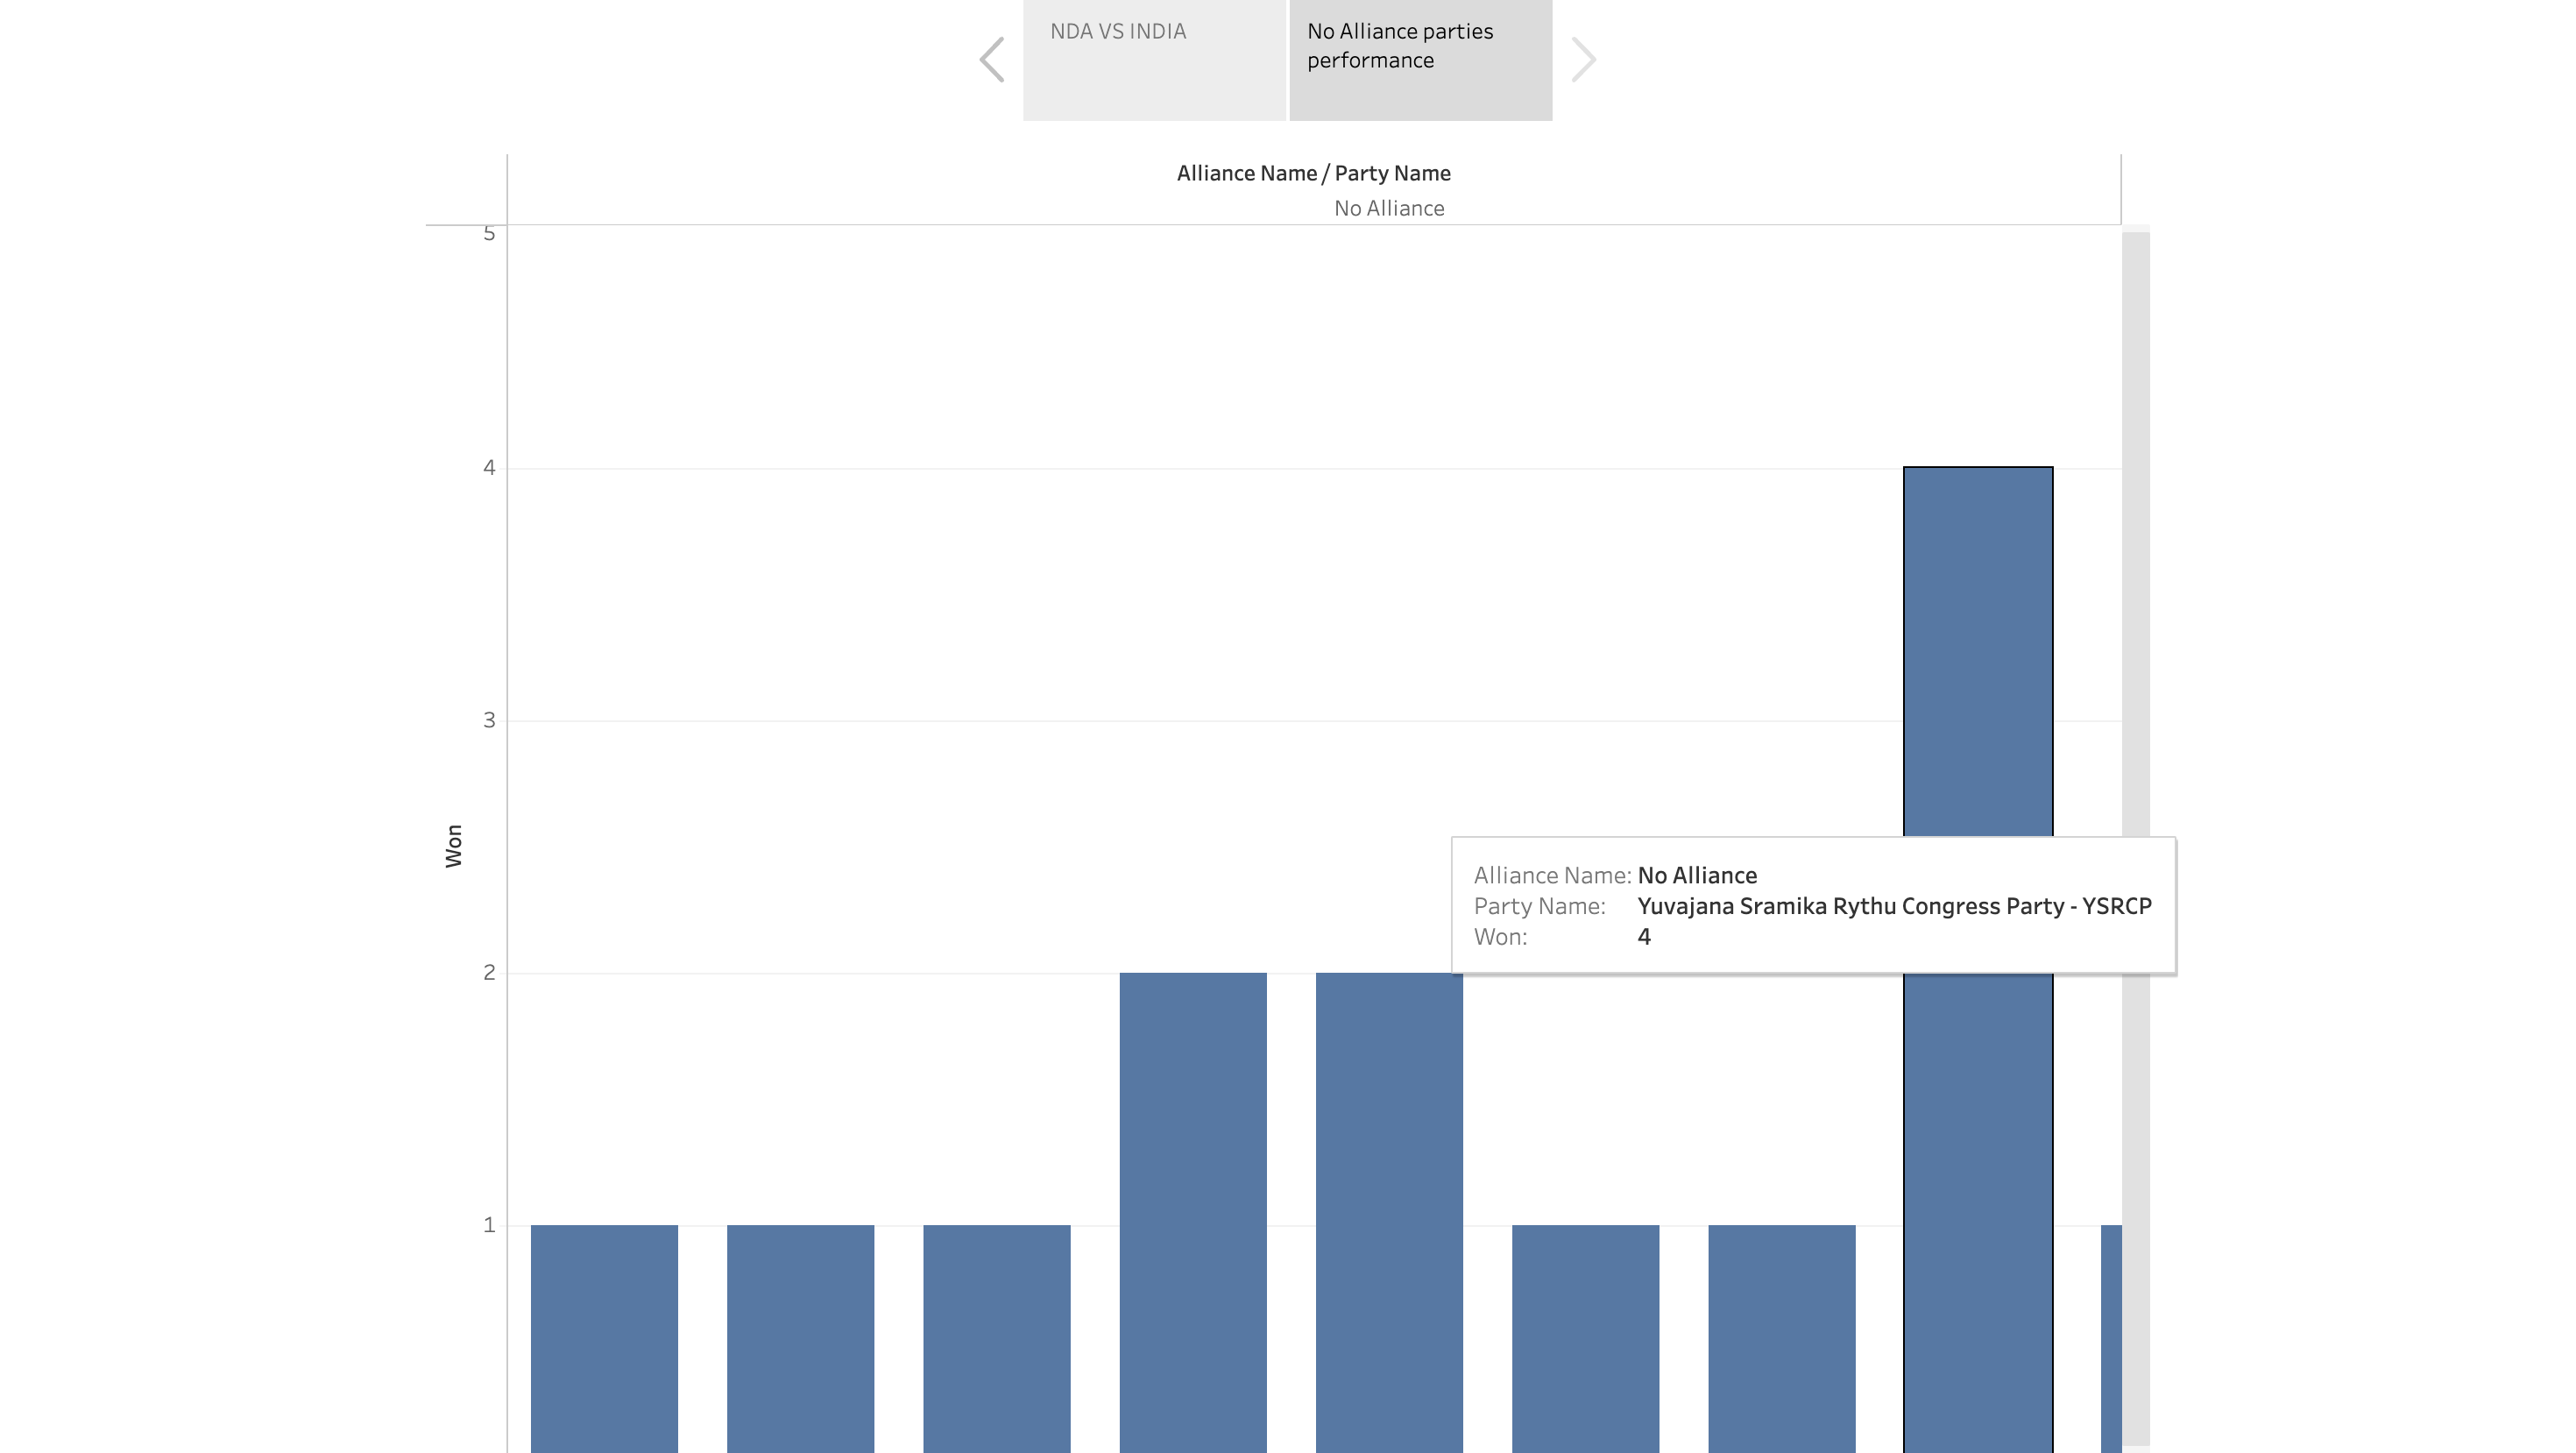 NDA VS INDIA
No Alliance parties
performance
Alliance Name / Party Name
No Alliance
5
4
3
2
1
Won
Alliance Name: No Alliance
Party Name: Yuvajana Sramika Rythu Congress Party - YSRCP
Won: 4